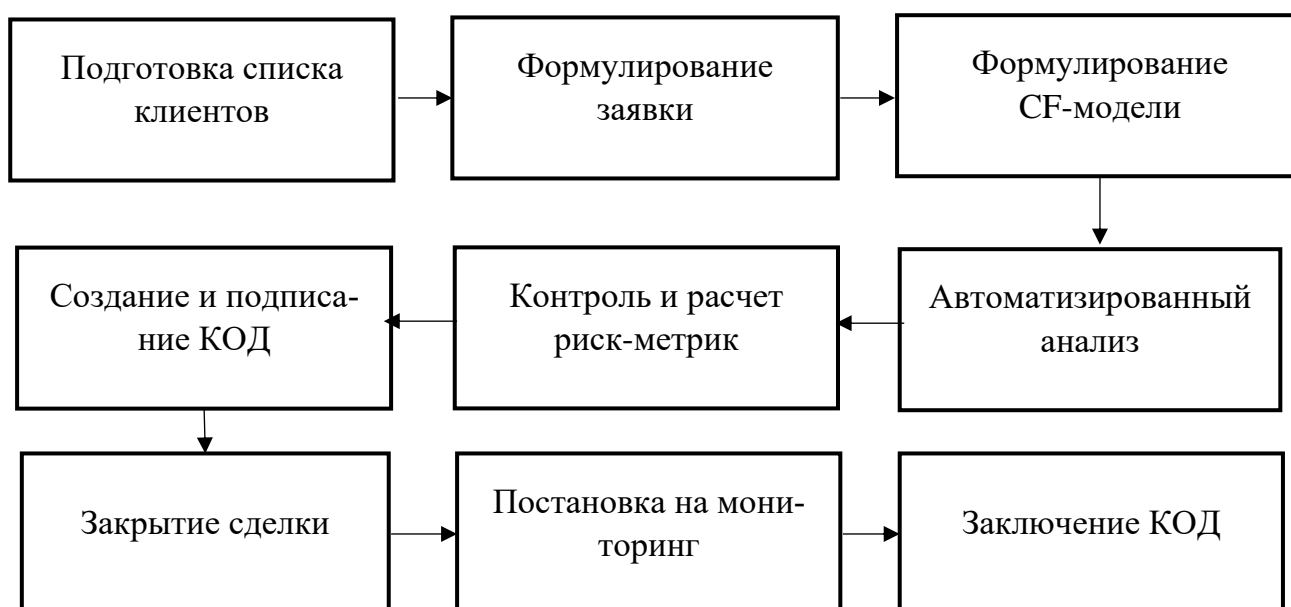 Подготовка списка
клиентов
Формулирование
заявки
Формулирование
CF-модели
Создание и подписа-
ние КОД
Контроль и расчет
риск-метрик
Автоматизированный
анализ
Закрытие сделки
Постановка на мони-
торинг
Заключение КОД